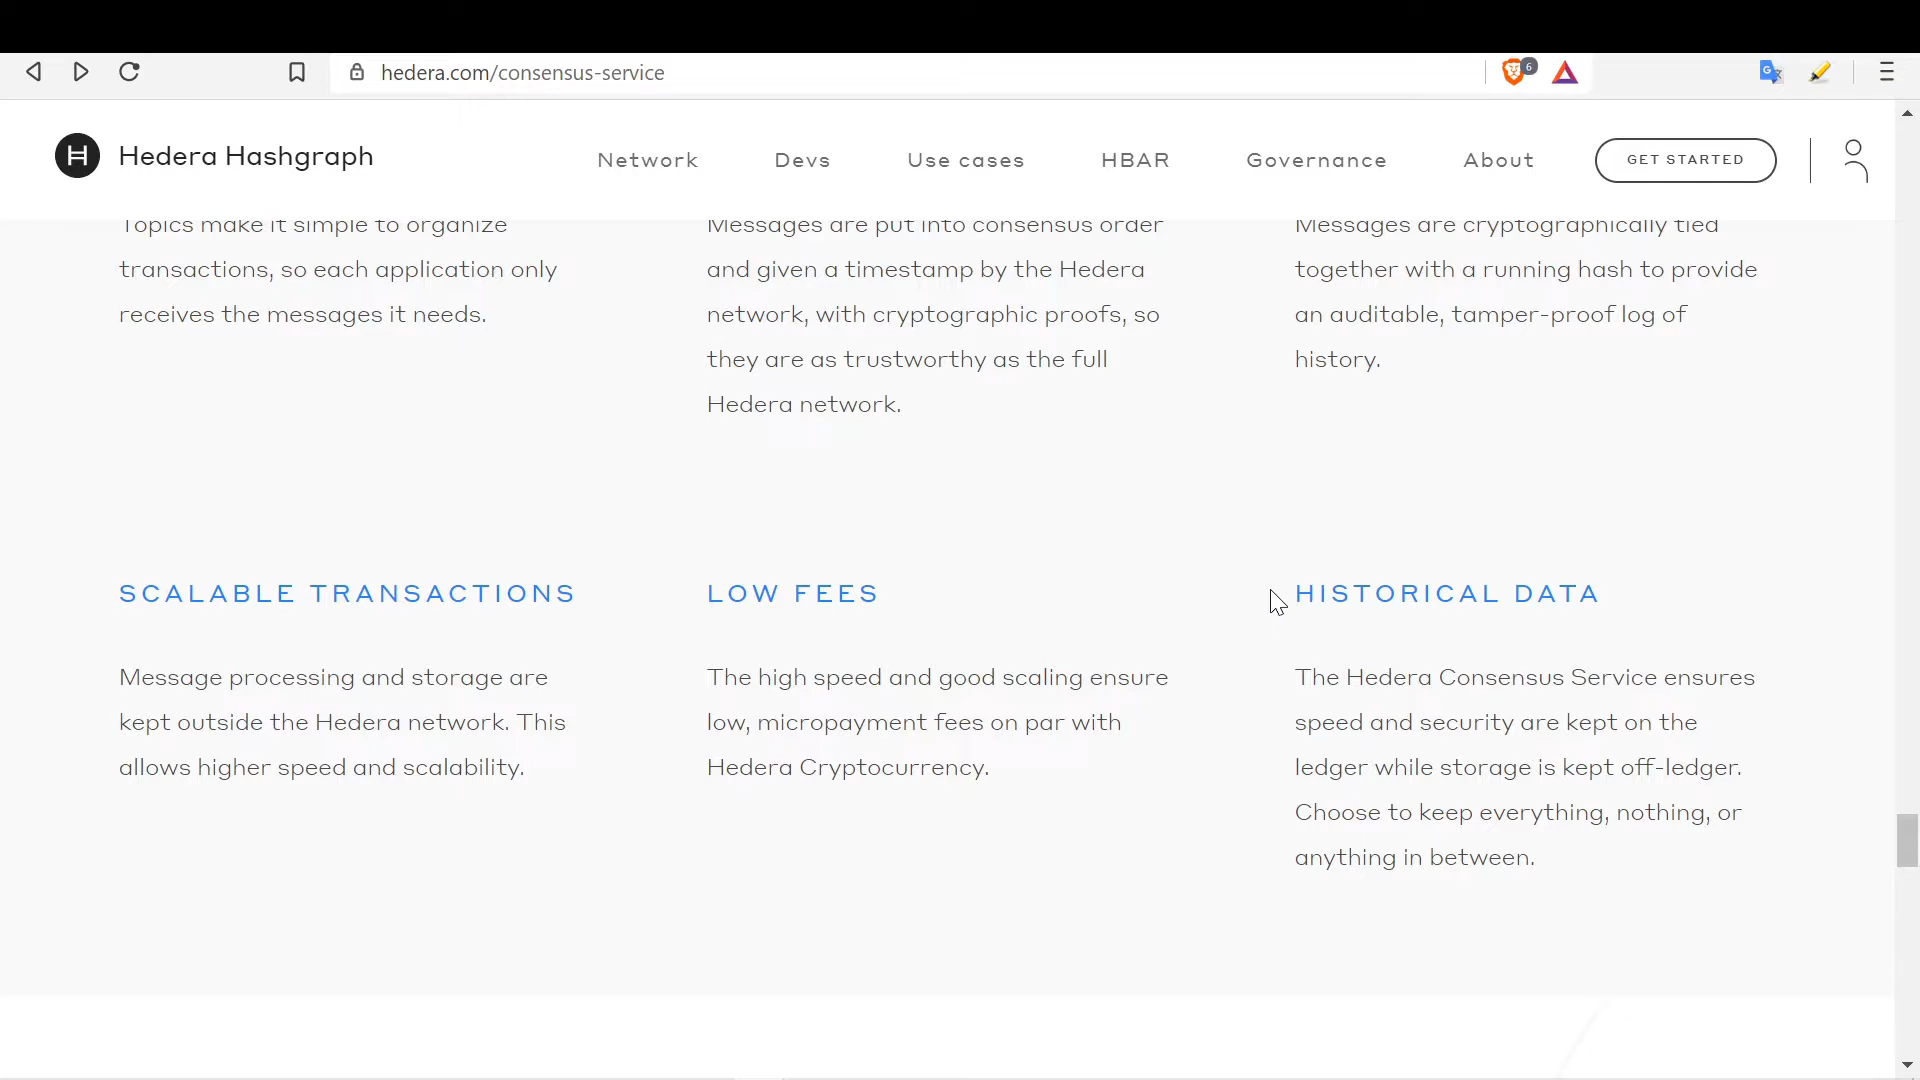 hedera.com/consensus-service
6
Hedera Hashgraph
Network
Devs
Use cases
HBAR
Governance
About
GET STARTED
Topics make it simple to organize
transactions, so each application only
receives the messages it needs.
Messages are put into consensus order
and given a timestamp by the Hedera
network, with cryptographic proofs, so
they are as trustworthy as the full
Hedera network.
Messages are cryptographically tied
together with a running hash to provide
an auditable, tamper-proof log of
history.
SCALABLE TRANSACTIONS
Message processing and storage are
kept outside the Hedera network. This
allows higher speed and scalability.
LOW FEES
The high speed and good scaling ensure
low, micropayment fees on par with
Hedera Cryptocurrency.
HISTORICAL DATA
The Hedera Consensus Service ensures
speed and security are kept on the
ledger while storage is kept off-ledger.
Choose to keep everything, nothing, or
anything in between.